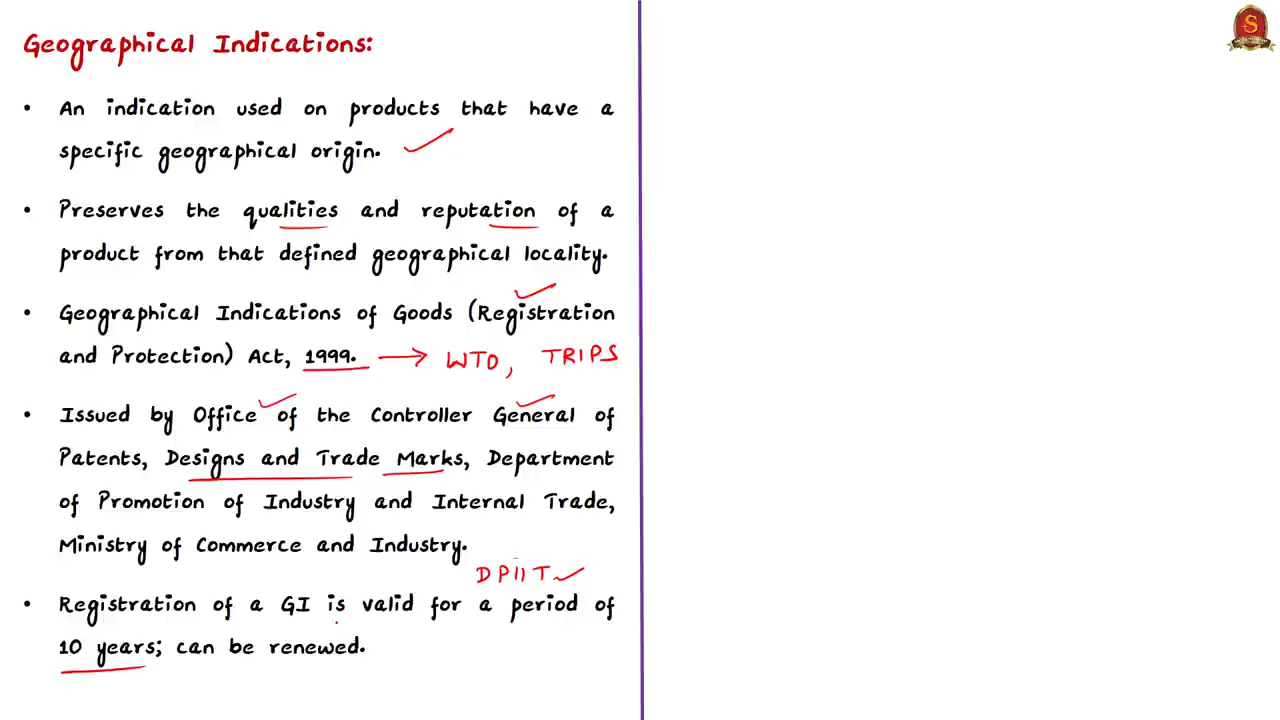 Geographical Indications:
• An indication used on products that have a
specific geographical origin.
• Preserves the qualities and reputation of a
product from that defined geographical locality.
• Geographical Indications of Goods (Registration
and Protection) Act, 1999. → WTO, TRIPS
• Issued by Office of the Controller General of
Patents, Designs and Trade Marks, Department
of Promotion of Industry and Internal Trade,
Ministry of Commerce and Industry.
DPIIT
• Registration of a GI is valid for a period of
10 years; can be renewed.
S